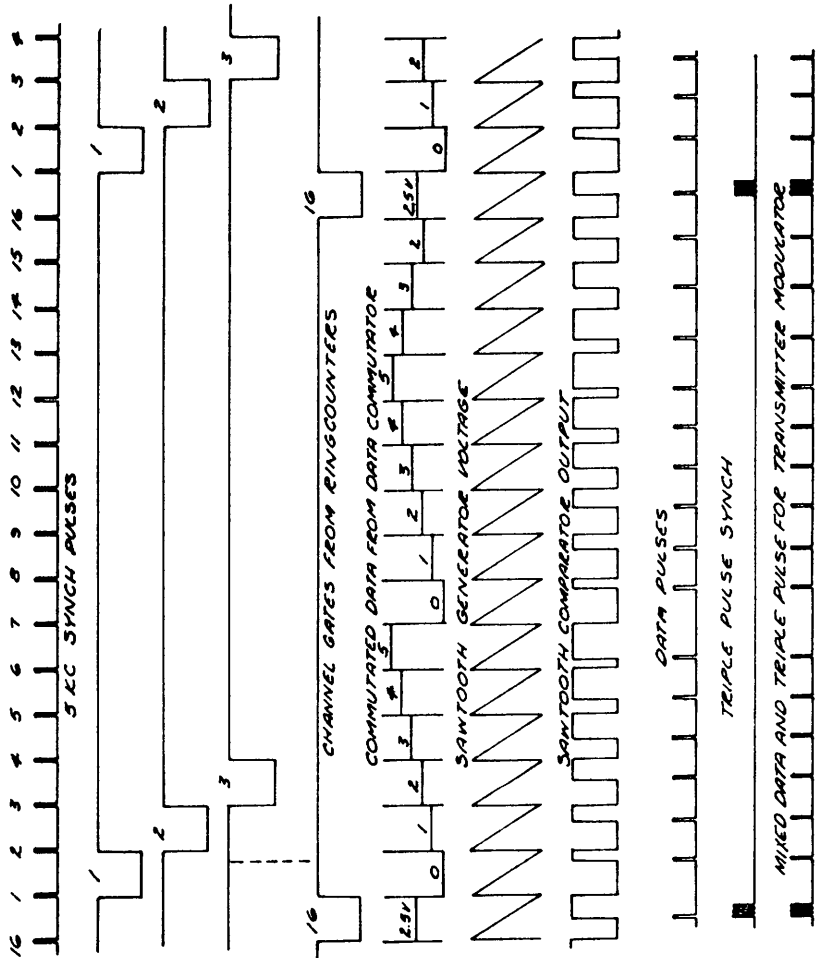 16 1 2 3 4 5 6 7 8 9 10 11 12 13 14 15 16 1 2 3 4
5 KC SYNCH PULSES
1 1
2 2
3 3
16 16
CHANNEL GATES FROM RINGCOUNTERS
COMMUTATED DATA FROM DATA COMMUTATOR
2.5V 0 1 2 3 4 5 0 1 2 3 4 5 4 3 2 2.5V 0 1 2
SAWTOOTH GENERATOR VOLTAGE
SAWTOOTH COMPARATOR OUTPUT
DATA PULSES
TRIPLE PULSE SYNCH
MIXED DATA AND TRIPLE PULSE FOR TRANSMITTER MODULATOR